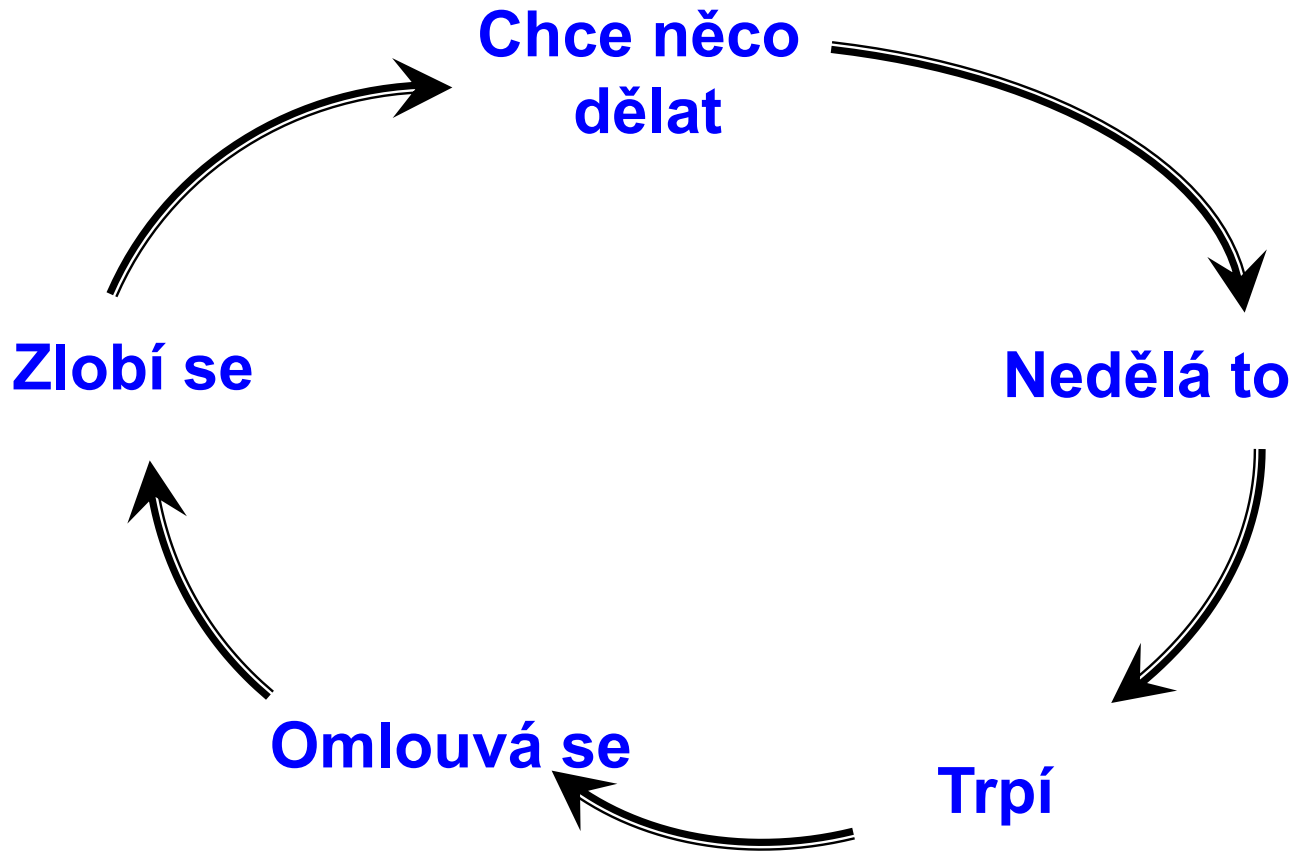 Chce něco
dělat
Nedělá to
Trpí
Omlouvá se
Zlobí se